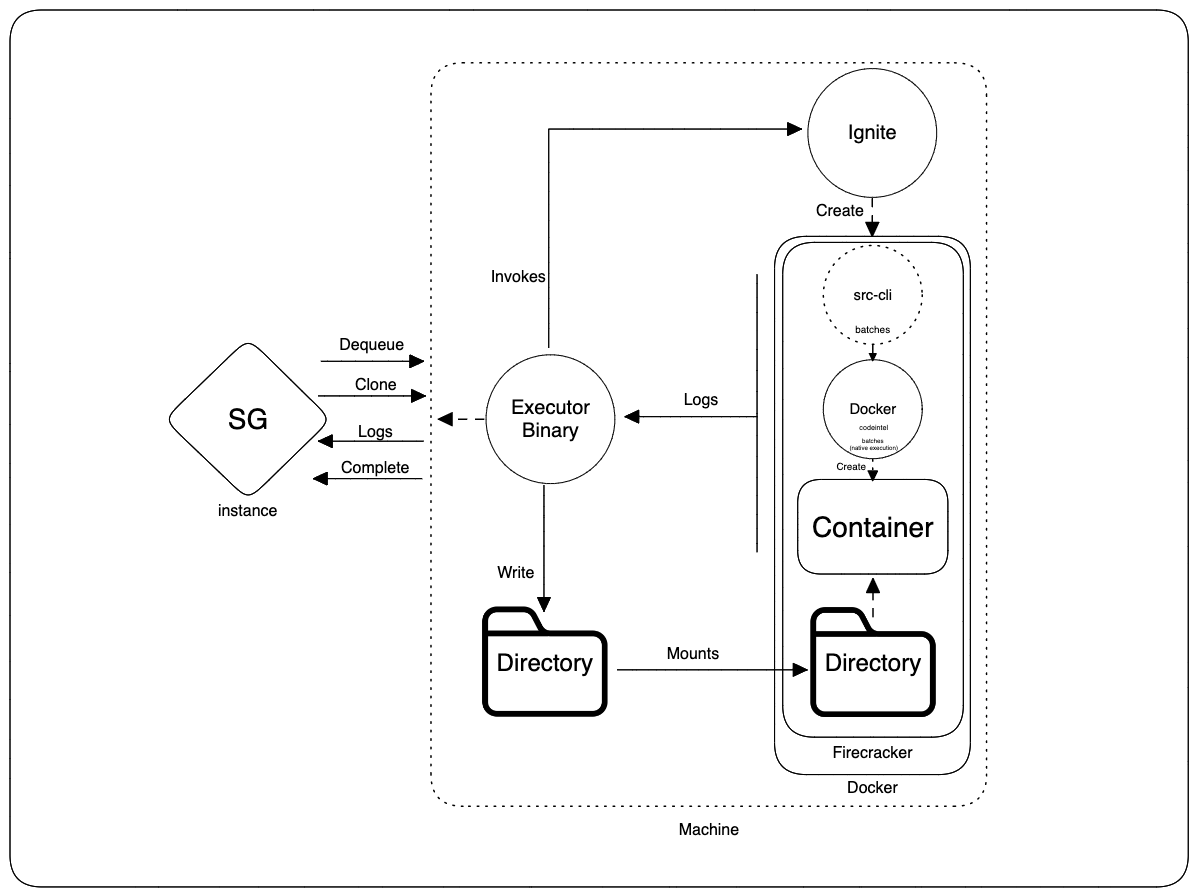 Ignite
Create
Invokes
src-cli
batches
Dequeue
Clone
Logs
Complete
SG
instance
Executor
Binary
Logs
Docker
codeintel
batches
(native execution)
Create
Container
Write
Directory
Mounts
Directory
Firecracker
Docker
Machine